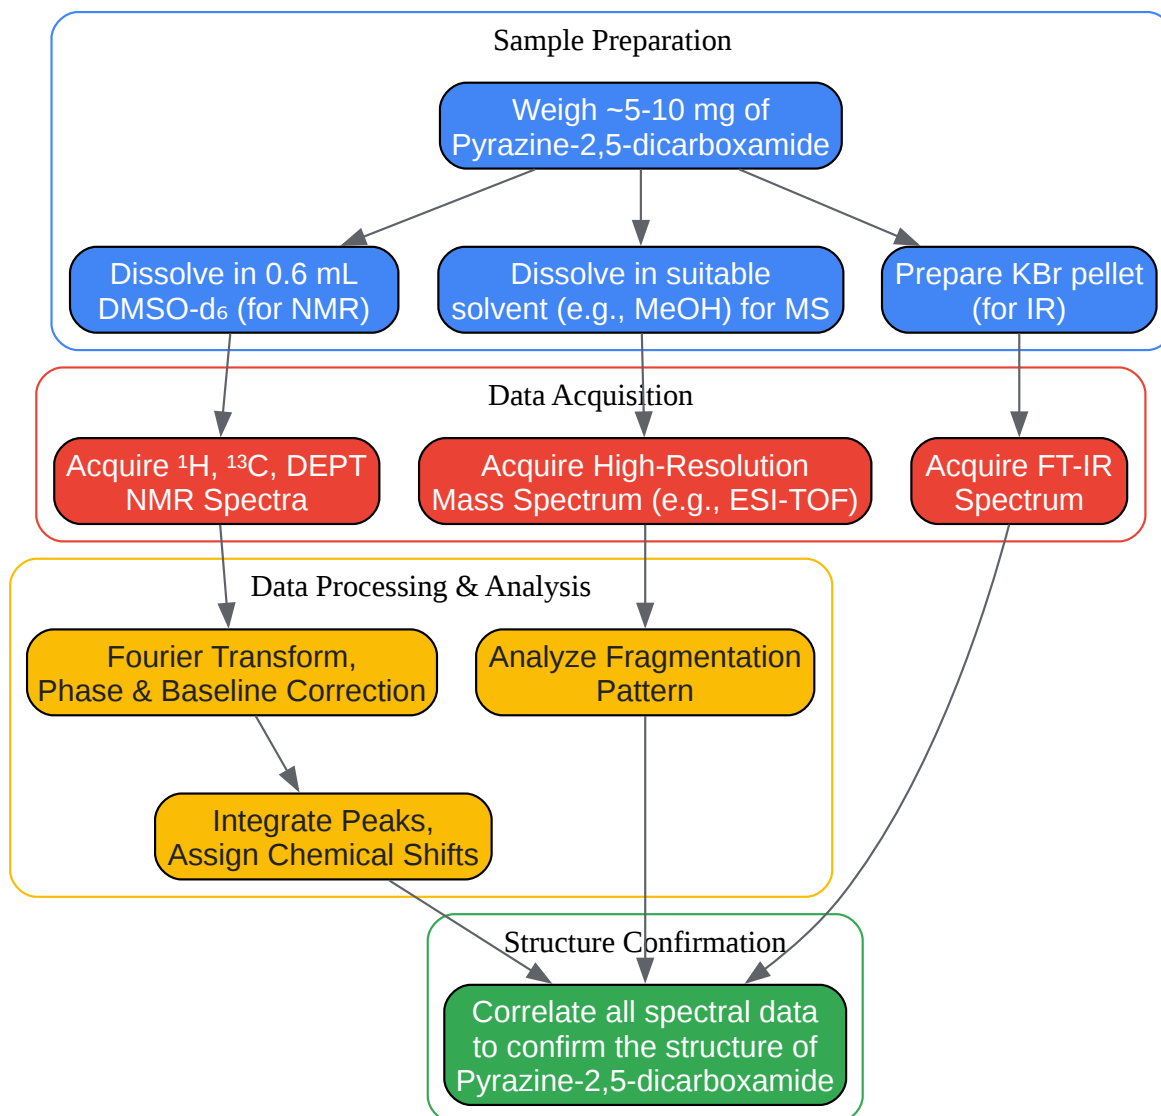 Sample Preparation
Weigh ~5-10 mg of
Pyrazine-2,5-dicarboxamide
Dissolve in 0.6 mL
DMSO-d₆ (for NMR)
Dissolve in suitable
solvent (e.g., MeOH) for MS
Prepare KBr pellet
(for IR)
Data Acquisition
Acquire ¹H, ¹³C, DEPT
NMR Spectra
Acquire High-Resolution
Mass Spectrum (e.g., ESI-TOF)
Acquire FT-IR
Spectrum
Data Processing & Analysis
Fourier Transform,
Phase & Baseline Correction
Analyze Fragmentation
Pattern
Integrate Peaks,
Assign Chemical Shifts
Structure Confirmation
Correlate all spectral data
to confirm the structure of
Pyrazine-2,5-dicarboxamide